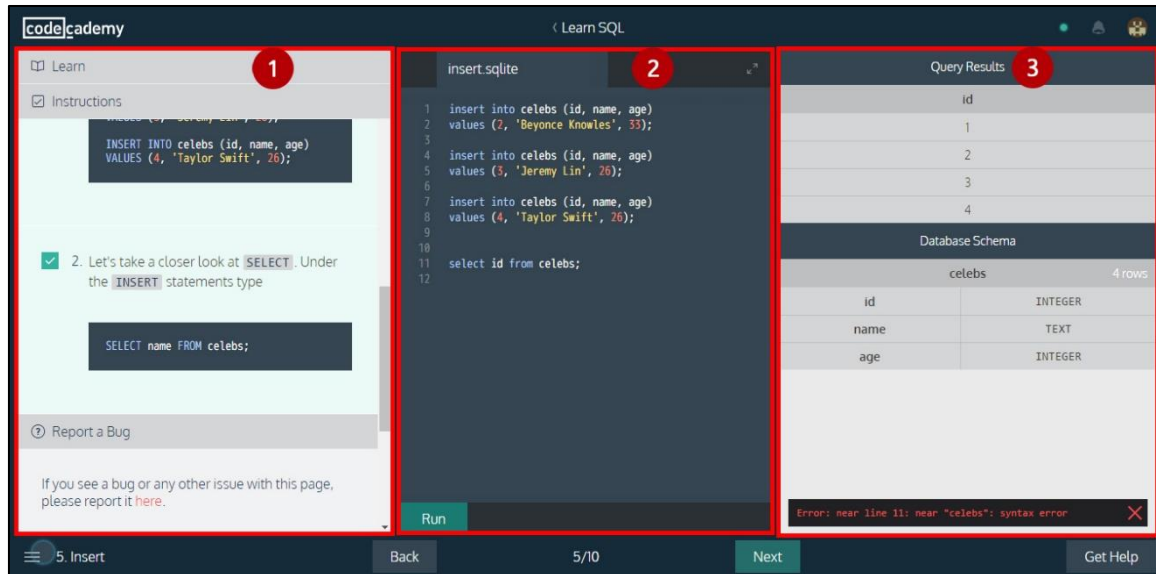 codecademy
Learn SQL
1
Learn
Instructions
INSERT INTO celebs (id, name, age)
VALUES (4, 'Taylor Swift', 26);
2. Let's take a closer look at SELECT. Under
the INSERT statements type
SELECT name FROM celebs;
Report a Bug
If you see a bug or any other issue with this page,
please report it here.
2
insert.sqlite
1 insert into celebs (id, name, age)
2 values (2, 'Beyonce Knowles', 33);
3
4 insert into celebs (id, name, age)
5 values (3, 'Jeremy Lin', 26);
6
7 insert into celebs (id, name, age)
8 values (4, 'Taylor Swift', 26);
9
10
11 select id from celebs;
12
Run
3
Query Results
id
1
2
3
4
Database Schema
celebs 4 rows
id INTEGER
name TEXT
age INTEGER
Error: near line 11: near "celebs": syntax error
5. Insert
Back
5/10
Next
Get Help